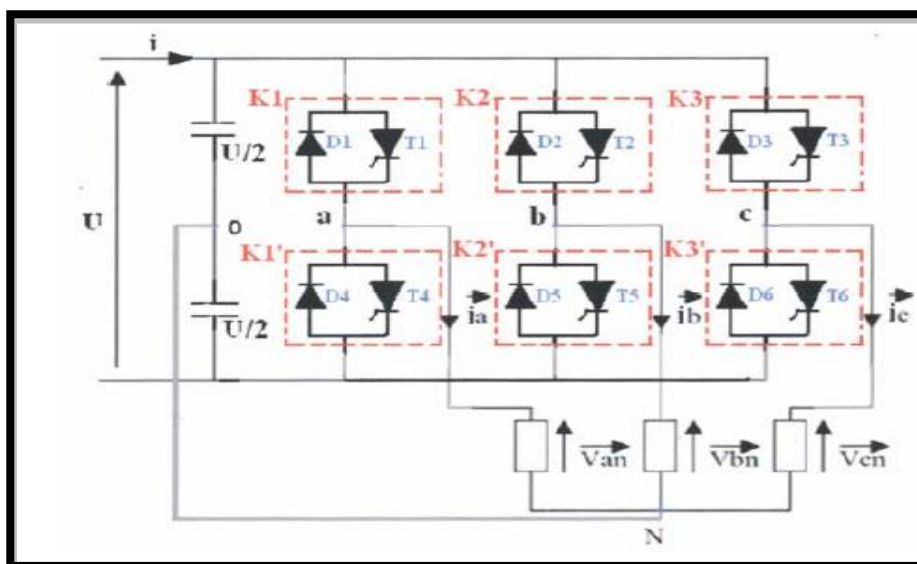 i
K1
K2
K3
D1 T1
D2 T2
D3 T3
U/2
U
o
a
b
c
K1'
K2'
K3'
D4 T4
D5 T5
D6 T6
U/2
ia
ib
ic
Van
Vbn
Vcn
N